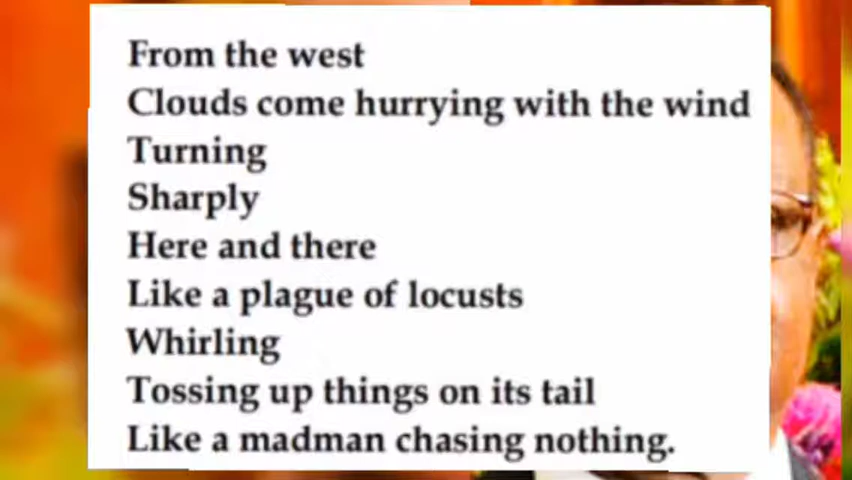 From the west
Clouds come hurrying with the wind
Turning
Sharply
Here and there
Like a plague of locusts
Whirling
Tossing up things on its tail
Like a madman chasing nothing.